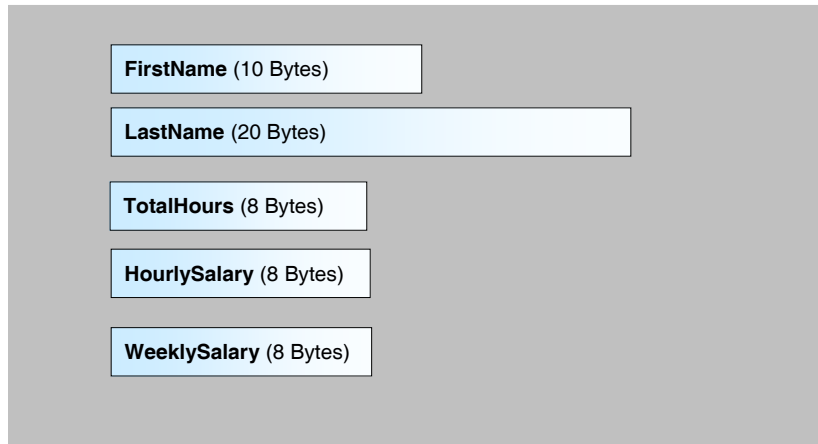 FirstName (10 Bytes)
LastName (20 Bytes)
TotalHours (8 Bytes)
HourlySalary (8 Bytes)
WeeklySalary (8 Bytes)